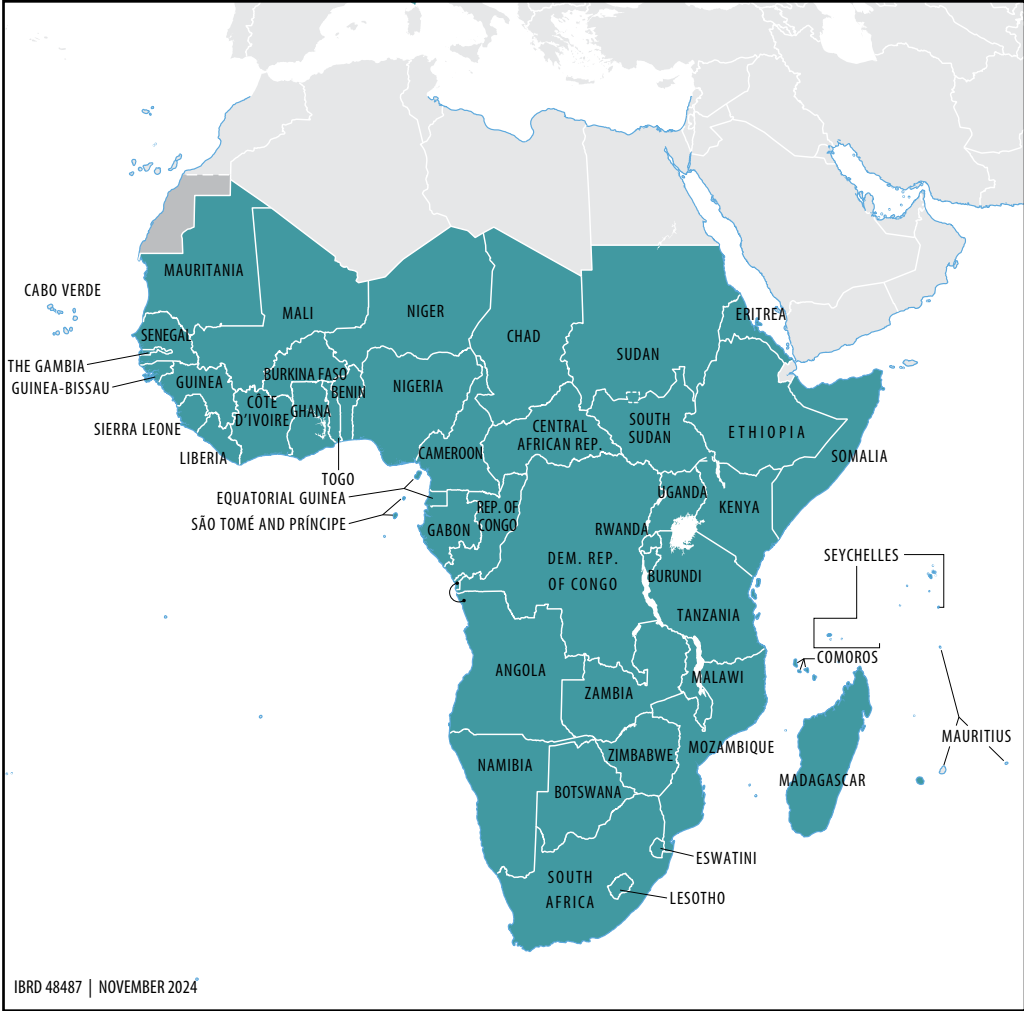 MAURITANIA
CABO VERDE
MALI
NIGER
ERITREA
SENEGAL
CHAD
SUDAN
THE GAMBIA
GUINEA-BISSAU
GUINEA
BURKINA FASO
BENIN
NIGERIA
CÔTE
D'IVOIRE
GHANA
SIERRA LEONE
LIBERIA
CENTRAL
AFRICAN REP.
SOUTH
SUDAN
ETHIOPIA
CAMEROON
SOMALIA
TOGO
EQUATORIAL GUINEA
SÃO TOMÉ AND PRÍNCIPE
UGANDA
KENYA
REP. OF
CONGO
GABON
RWANDA
DEM. REP.
OF CONGO
BURUNDI
SEYCHELLES
TANZANIA
COMOROS
ANGOLA
MALAWI
ZAMBIA
MAURITIUS
MOZAMBIQUE
ZIMBABWE
NAMIBIA
MADAGASCAR
BOTSWANA
ESWATINI
SOUTH
AFRICA
LESOTHO
IBRD 48487 | NOVEMBER 2024